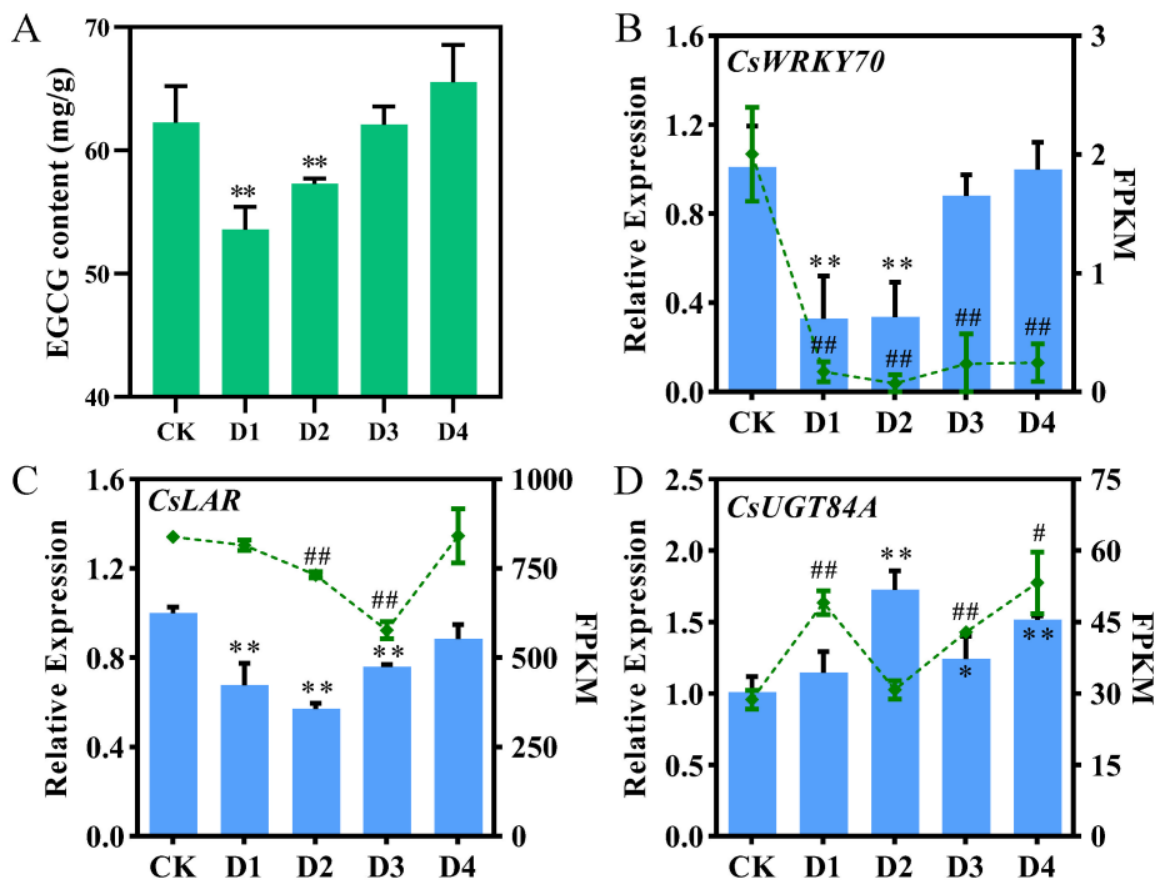 A
EGCG content (mg/g)
70
60
50
40
**
**
CK D1 D2 D3 D4
B
CsWRKY70
Relative Expression
1.6
1.2
0.8
0.4
0.0
FPKM
3
2
1
0
** **
## ## ## ##
CK D1 D2 D3 D4
C
CsLAR
Relative Expression
1.6
1.2
0.8
0.4
0.0
FPKM
1000
750
500
250
0
## ##
** ** **
CK D1 D2 D3 D4
D
CsUGT84A
Relative Expression
2.5
2.0
1.5
1.0
0.5
0.0
FPKM
75
60
45
30
15
0
## ** ## #
* **
CK D1 D2 D3 D4